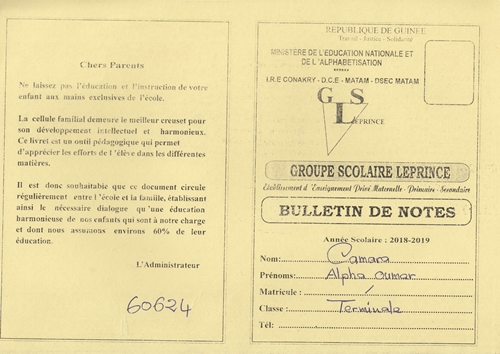 Chers Parents
Ne laissez pas l'éducation et l'instruction de votre
enfant aux mains exclusives de l'école.
La cellule familial demeure le meilleur creuset pour
son développement intellectuel et harmonieux.
Ce livret est un outil pédagogique qui permet
d'apprécier les efforts de l'élève dans les différentes
matières.
Il est donc souhaitable que ce document circule
régulièrement entre l'école et la famille, établissant
ainsi le nécessaire dialogue qu'une éducation
harmonieuse de nos enfants qui sont à notre charge
et dont nous assumons environs 60% de leur
éducation.
L'Administrateur
60624
REPUBLIQUE DE GUINEE
Travail - Justice - Solidarité
MINISTÈRE DE L'EDUCATION NATIONALE ET
DE L'ALPHABETISATION
I.R.E CONAKRY - D.C.E - MATAM - DSEC MATAM
GLS
LEPRINCE
GROUPE SCOLAIRE LEPRINCE
Etablissement d'Enseignement Privé Maternelle - Primaire - Secondaire
BULLETIN DE NOTES
Année Scolaire : 2018-2019
Nom: Camara
Prénoms: Alpha Oumar
Matricule : /
Classe : Terminale
Tél: